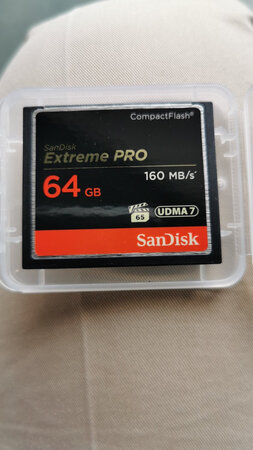 CompactFlash®
SanDisk
Extreme PRO
64 GB
160 MB/s*
65
UDMA 7
SanDisk